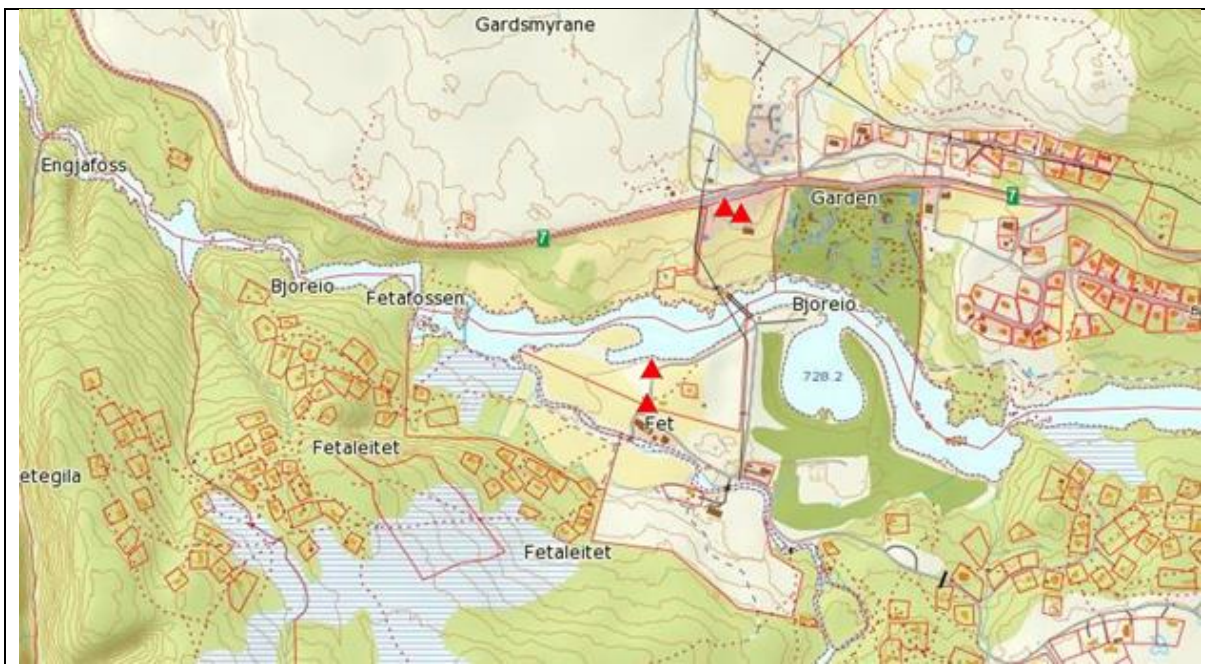 Gardsmyrane
Engjafoss
Garden
7
7
Bjoreio
Fetafossen
Bjoreio
728.2
Fet
Fetaleitet
etegila
Fetaleitet